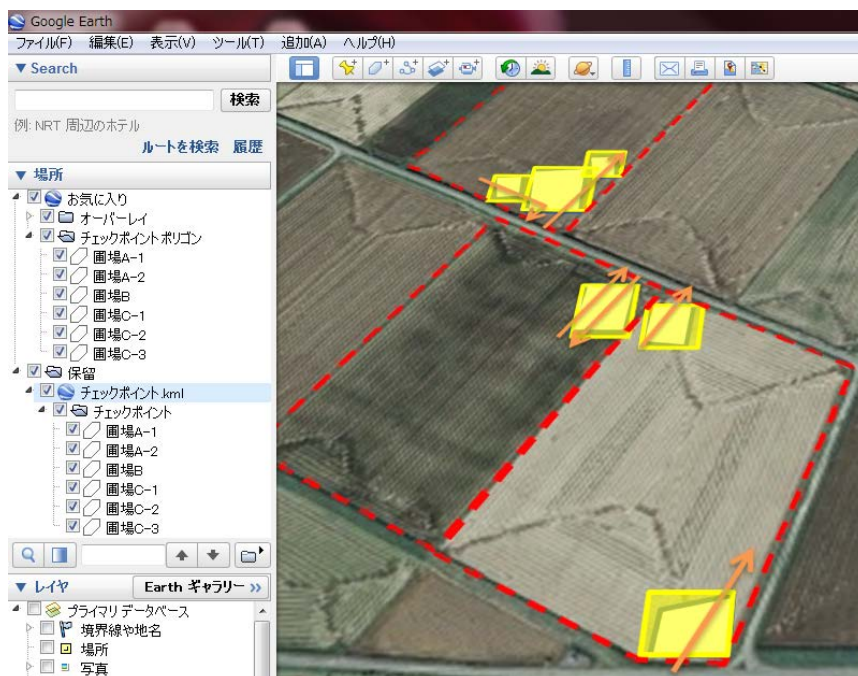 Google Earth
ファイル(F) 編集(E) 表示(V) ツール(T) 追加(A) ヘルプ(H)
▼ Search
検索
例: NRT 周辺のホテル
ルートを検索 履歴
▼ 場所
お気に入り
オーバーレイ
チェックポイントポリゴン
圃場A-1
圃場A-2
圃場B
圃場C-1
圃場C-2
圃場C-3
保留
チェックポイント.kml
チェックポイント
圃場A-1
圃場A-2
圃場B
圃場C-1
圃場C-2
圃場C-3
▼ レイヤ Earth ギャラリー >>
プライマリ データベース
境界線や地名
場所
写真